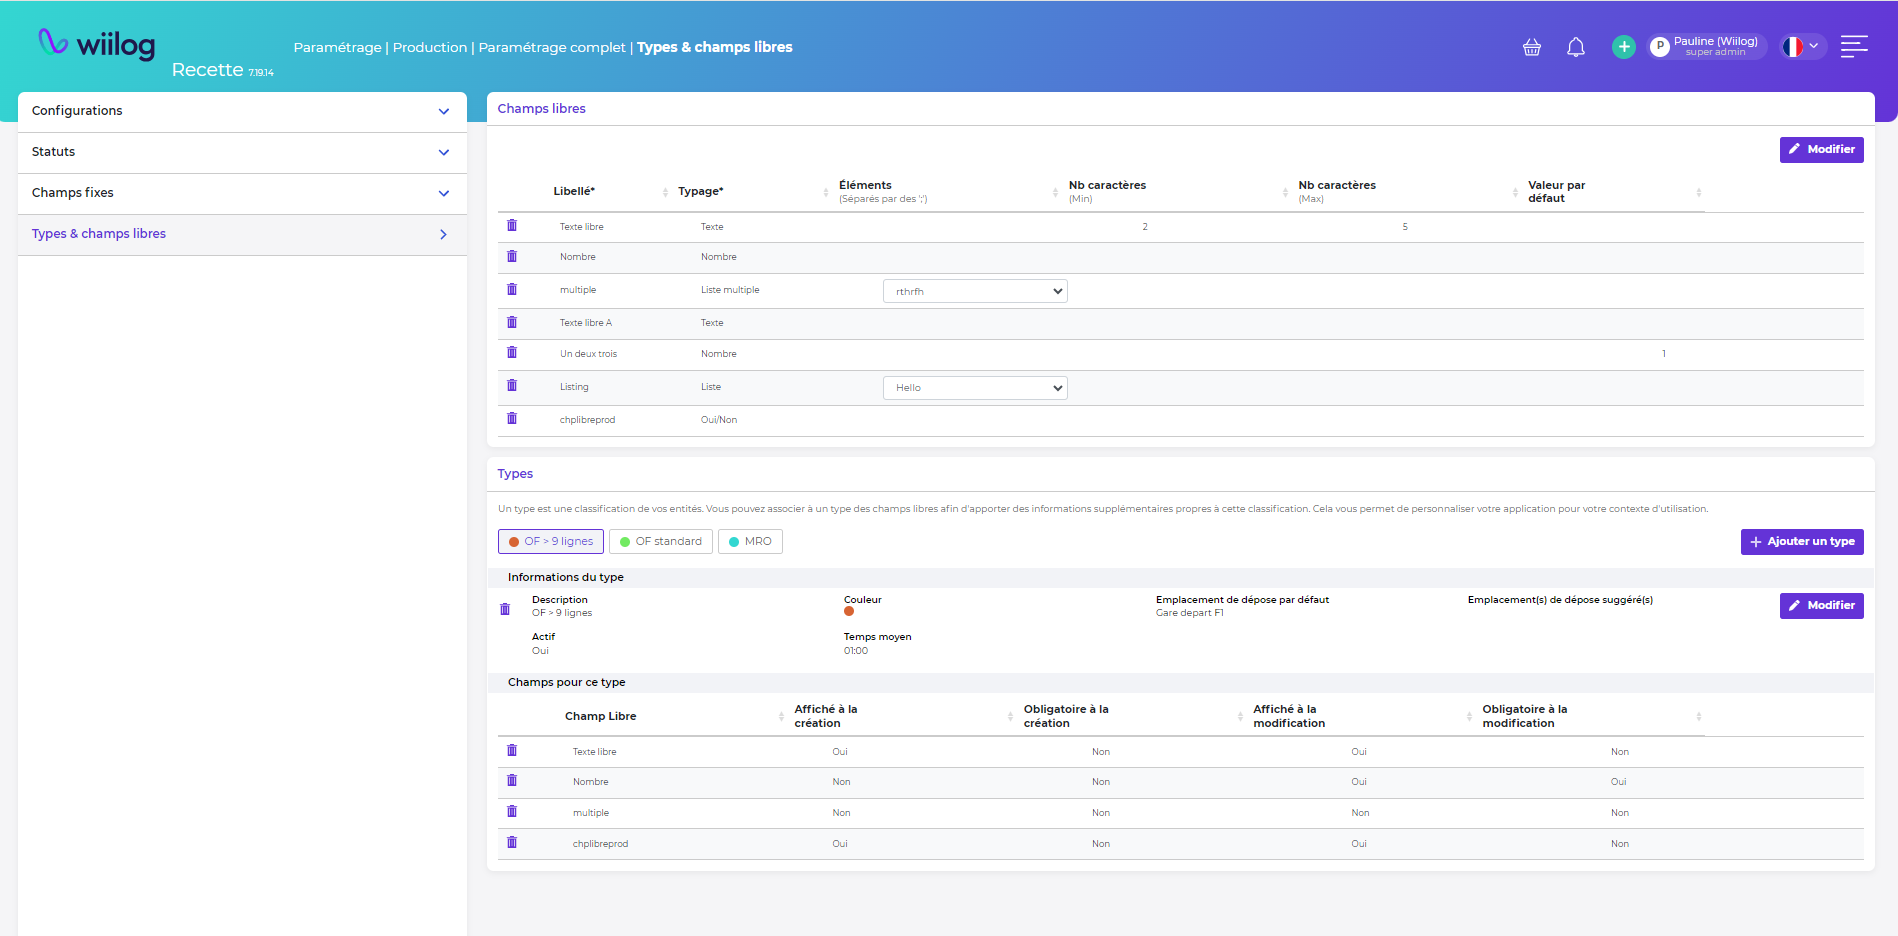 wiilog
Recette 7.19.14
Paramétrage | Production | Paramétrage complet | Types & champs libres
P
Pauline (Wiilog)
super admin
Configurations
Statuts
Champs fixes
Types & champs libres
Champs libres
Modifier
Libellé* Typage* Éléments (Séparés par des ';') Nb caractères (Min) Nb caractères (Max) Valeur par défaut
Texte libre Texte 2 5
Nombre Nombre
multiple Liste multiple rthrfh
Texte libre A Texte
Un deux trois Nombre 1
Listing Liste Hello
chplibreprod Oui/Non
Types
Un type est une classification de vos entités. Vous pouvez associer à un type des champs libres afin d'apporter des informations supplémentaires propres à cette classification. Cela vous permet de personnaliser votre application pour votre contexte d'utilisation.
OF > 9 lignes OF standard MRO
Ajouter un type
Informations du type
Description Couleur Emplacement de dépose par défaut Emplacement(s) de dépose suggéré(s)
OF > 9 lignes Gare depart F1
Modifier
Actif Temps moyen
Oui 01:00
Champs pour ce type
Champ Libre Affiché à la création Obligatoire à la création Affiché à la modification Obligatoire à la modification
Texte libre Oui Non Oui Non
Nombre Non Non Oui Oui
multiple Non Non Non Non
chplibreprod Oui Non Oui Non